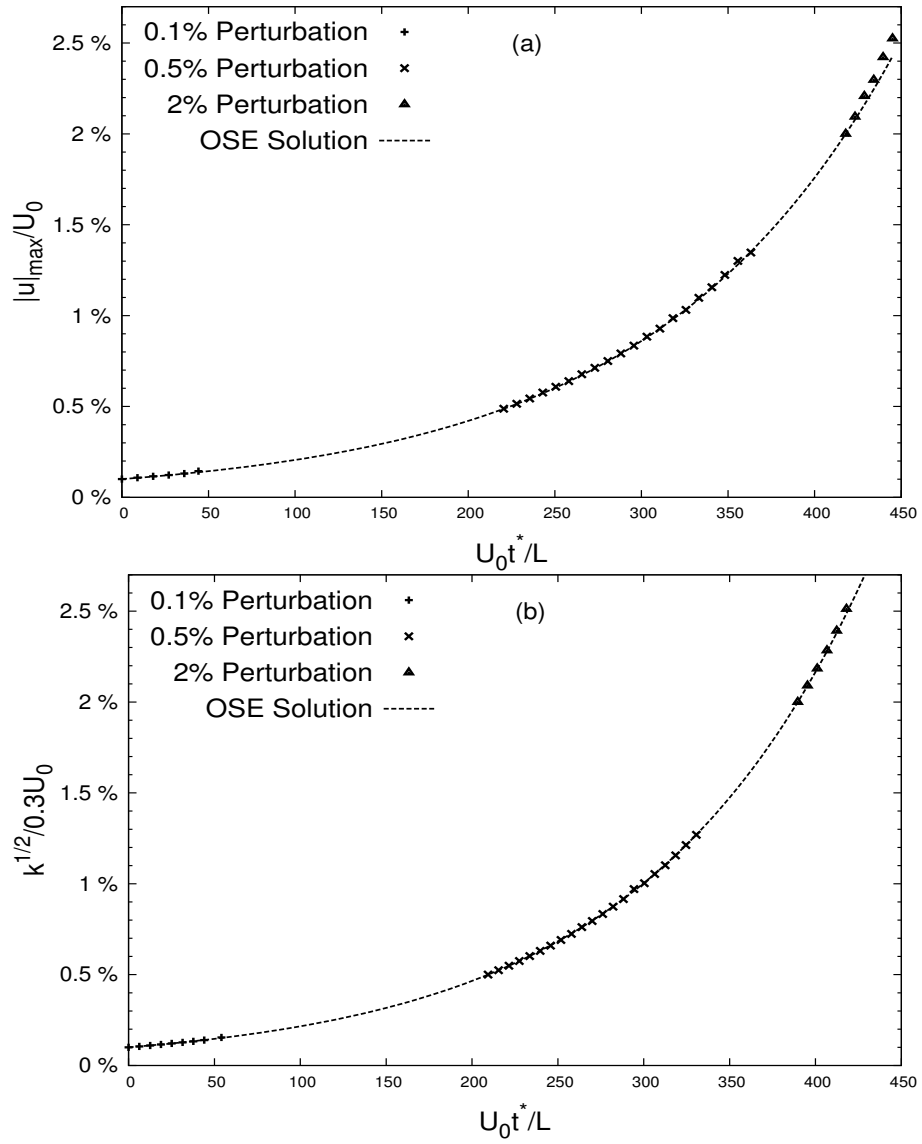 (a)
0.1% Perturbation
0.5% Perturbation
2% Perturbation
OSE Solution
2.5 %
2 %
1.5 %
1 %
0.5 %
0 %
|u|max/U0
0 50 100 150 200 250 300 350 400 450
U0t*/L
(b)
0.1% Perturbation
0.5% Perturbation
2% Perturbation
OSE Solution
2.5 %
2 %
1.5 %
1 %
0.5 %
0 %
k1/2/0.3U0
0 50 100 150 200 250 300 350 400 450
U0t*/L